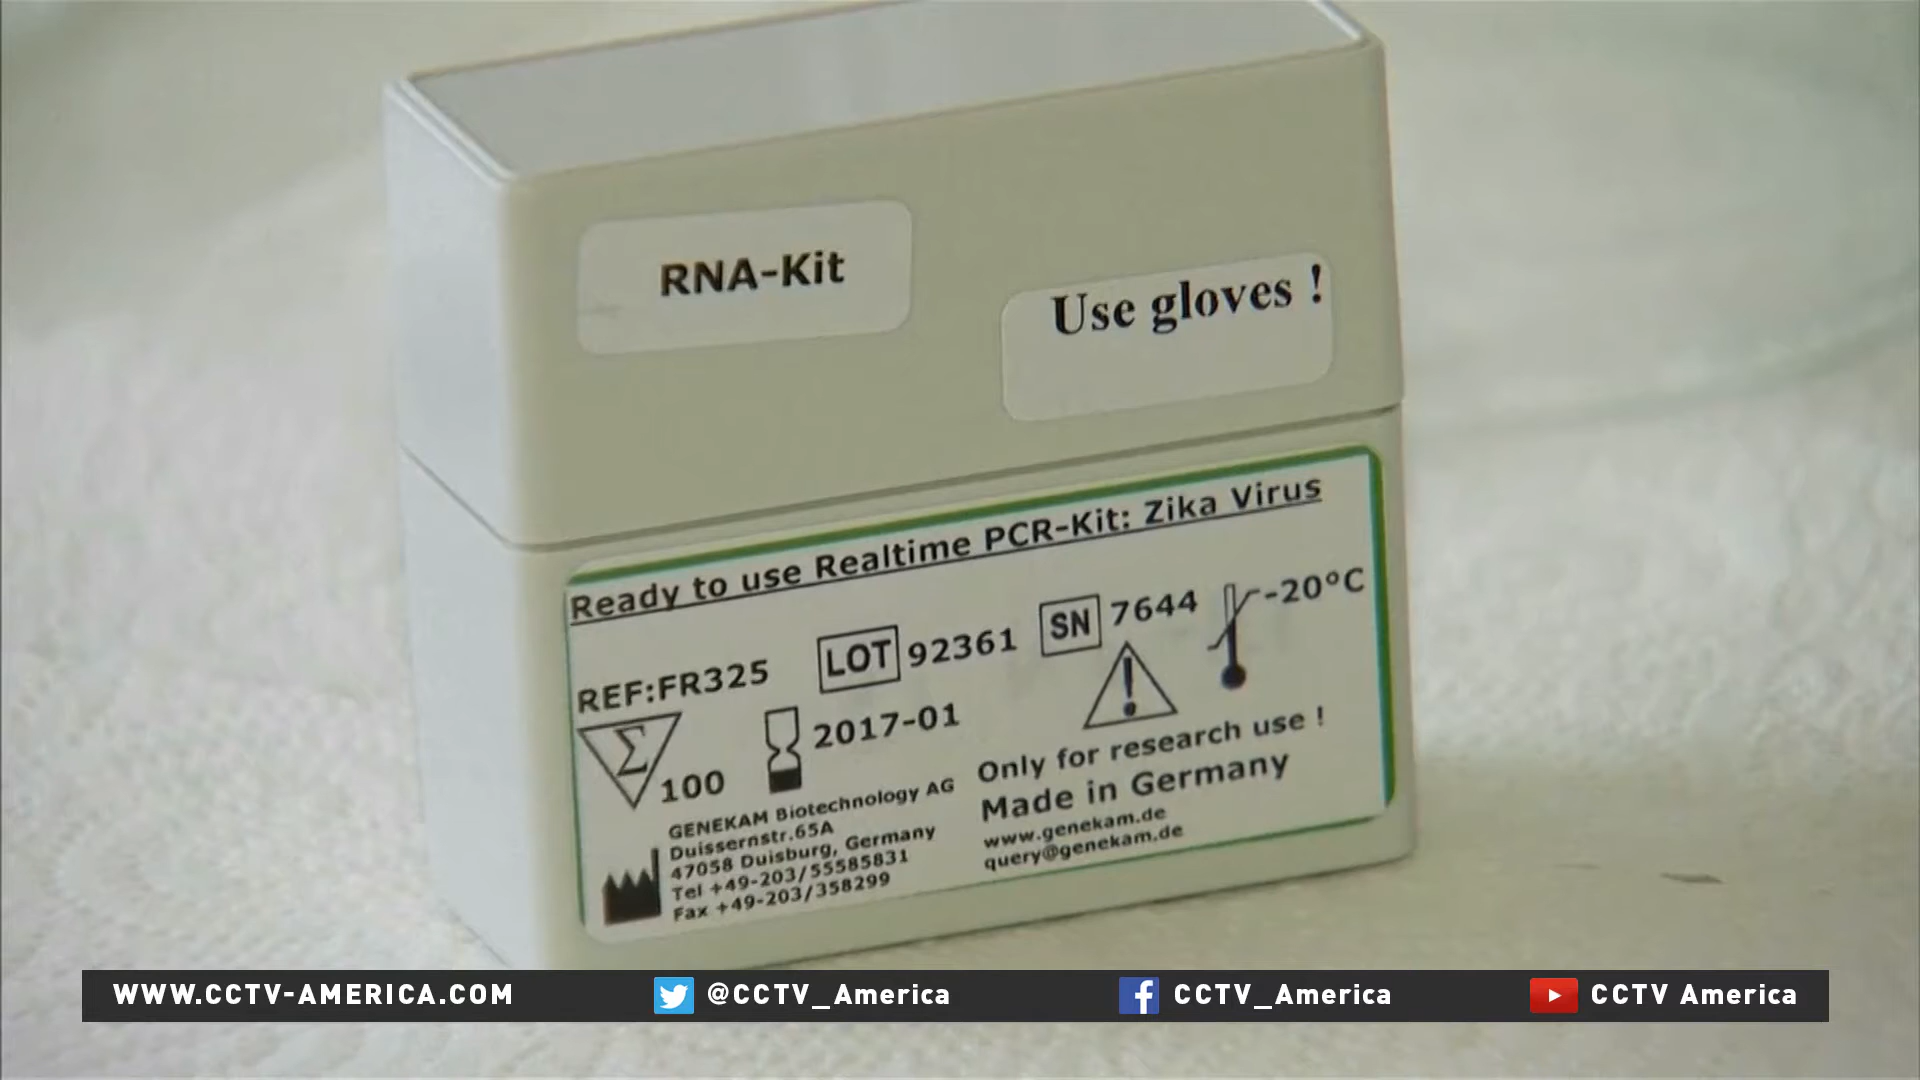 RNA-Kit
Use gloves !
Ready to use Realtime PCR-Kit: Zika Virus
REF:FR325 LOT 92361 SN 7644 -20°C
Σ 100 2017-01
Only for research use !
Made in Germany
www.genekam.de
query@genekam.de
GENEKAM Biotechnology AG
Duissernstr.65A
47058 Duisburg, Germany
Tel +49-203/55585831
Fax +49-203/358299
WWW.CCTV-AMERICA.COM @CCTV_America CCTV_America CCTV America